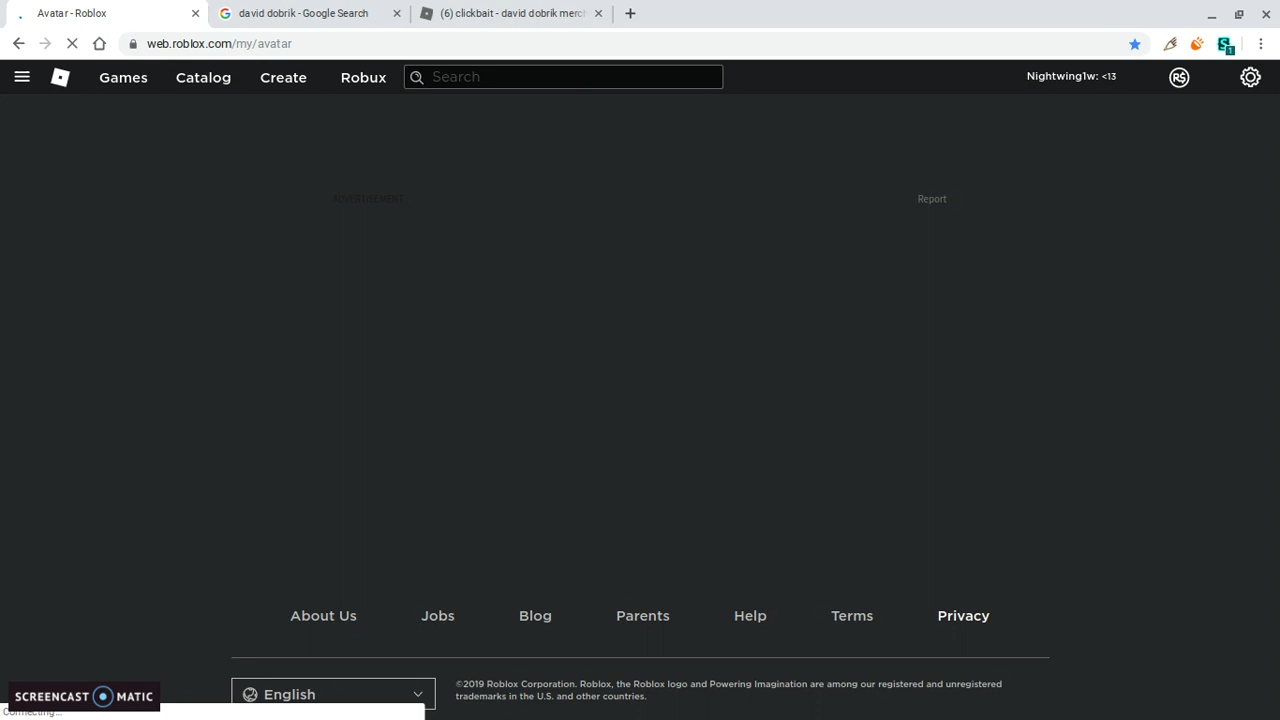 Avatar - Roblox
david dobrik - Google Search
(6) clickbait - david dobrik merch
web.roblox.com/my/avatar
Games
Catalog
Create
Robux
Search
Nightwing1w: <13
ADVERTISEMENT
Report
About Us
Jobs
Blog
Parents
Help
Terms
Privacy
English
©2019 Roblox Corporation. Roblox, the Roblox logo and Powering Imagination are among our registered and unregistered
trademarks in the U.S. and other countries.
SCREENCAST MATIC
Connecting...